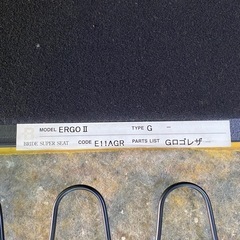 MODEL ERGO II TYPE G -
BRIDE SUPER SEAT CODE E11AGR PARTS LIST Gロゴレザー